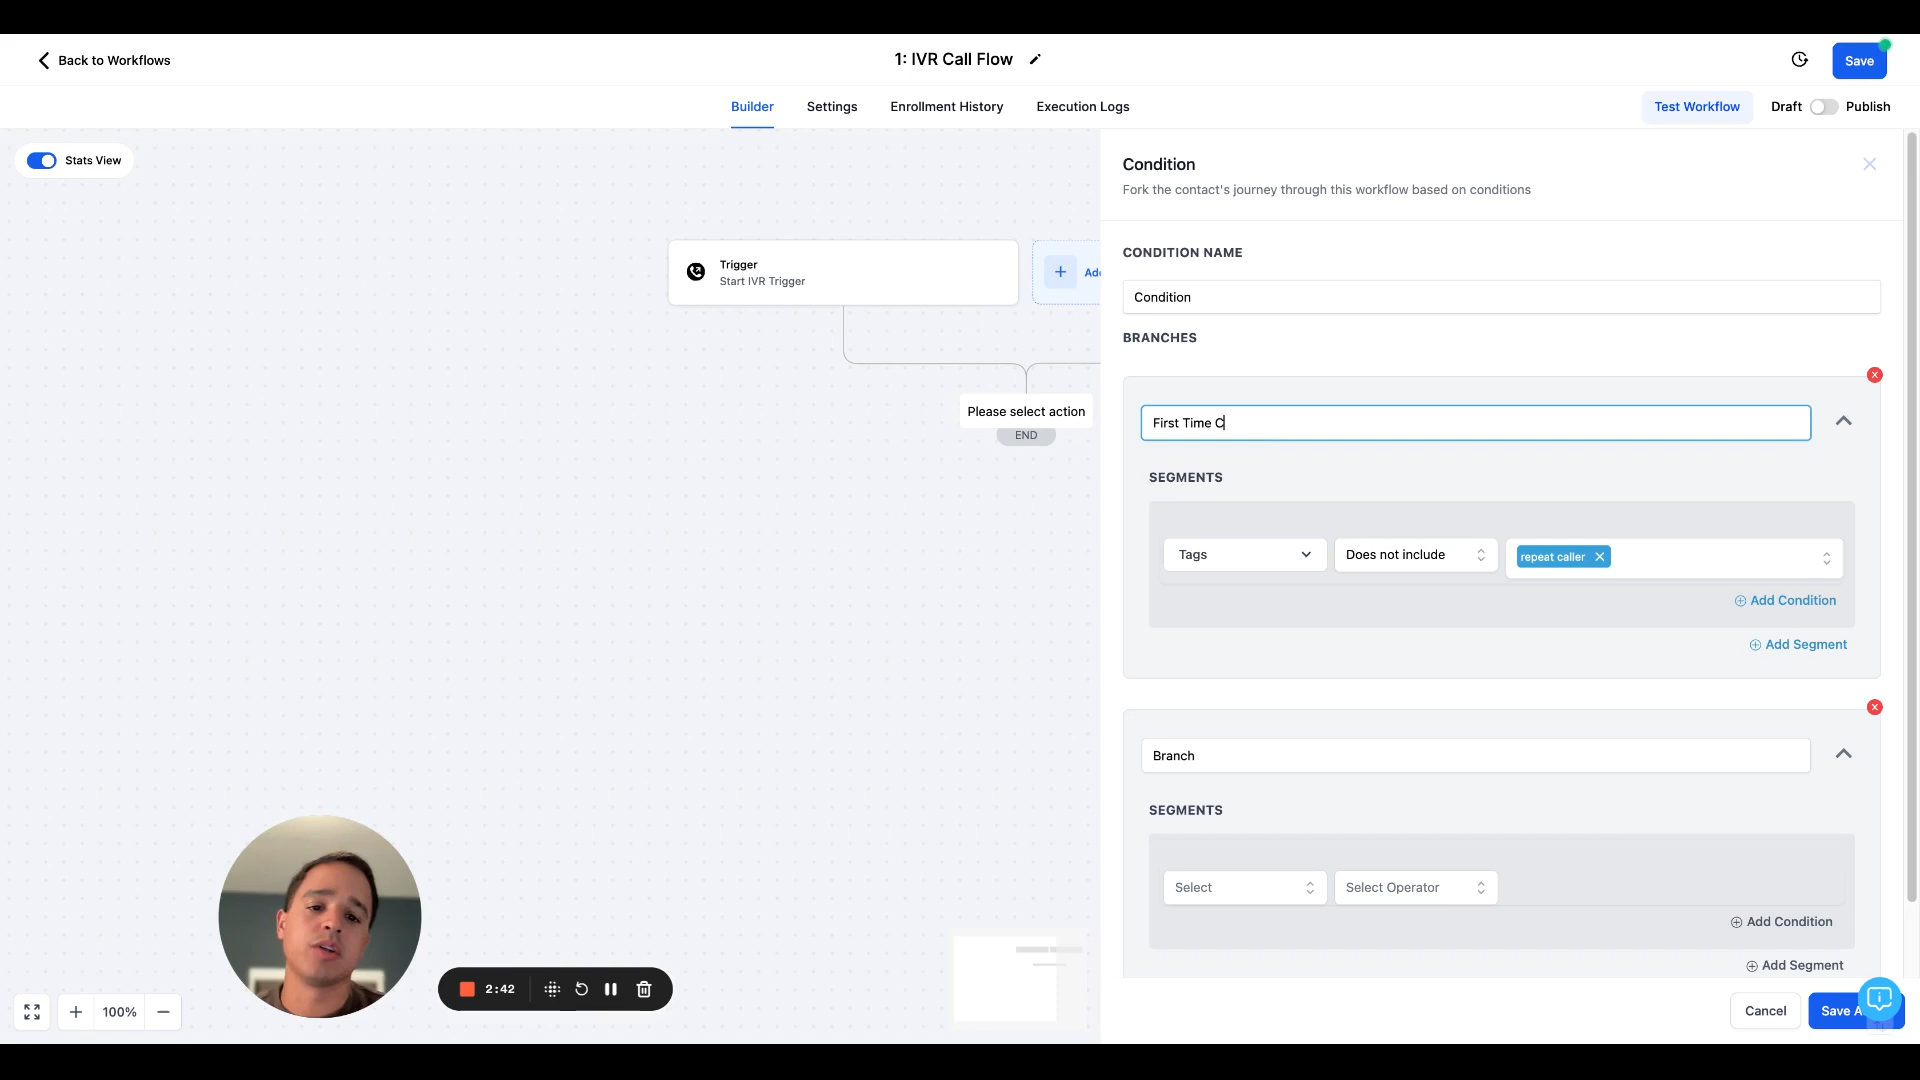 Back to Workflows
1: IVR Call Flow
Save
Builder
Settings
Enrollment History
Execution Logs
Test Workflow
Draft
Publish
Stats View
Condition
Fork the contact's journey through this workflow based on conditions
Trigger
Start IVR Trigger
CONDITION NAME
Condition
BRANCHES
Please select action
END
First Time C
SEGMENTS
Tags
Does not include
repeat caller
Add Condition
Add Segment
Branch
SEGMENTS
Select
Select Operator
Add Condition
Add Segment
2:42
100%
Cancel
Save